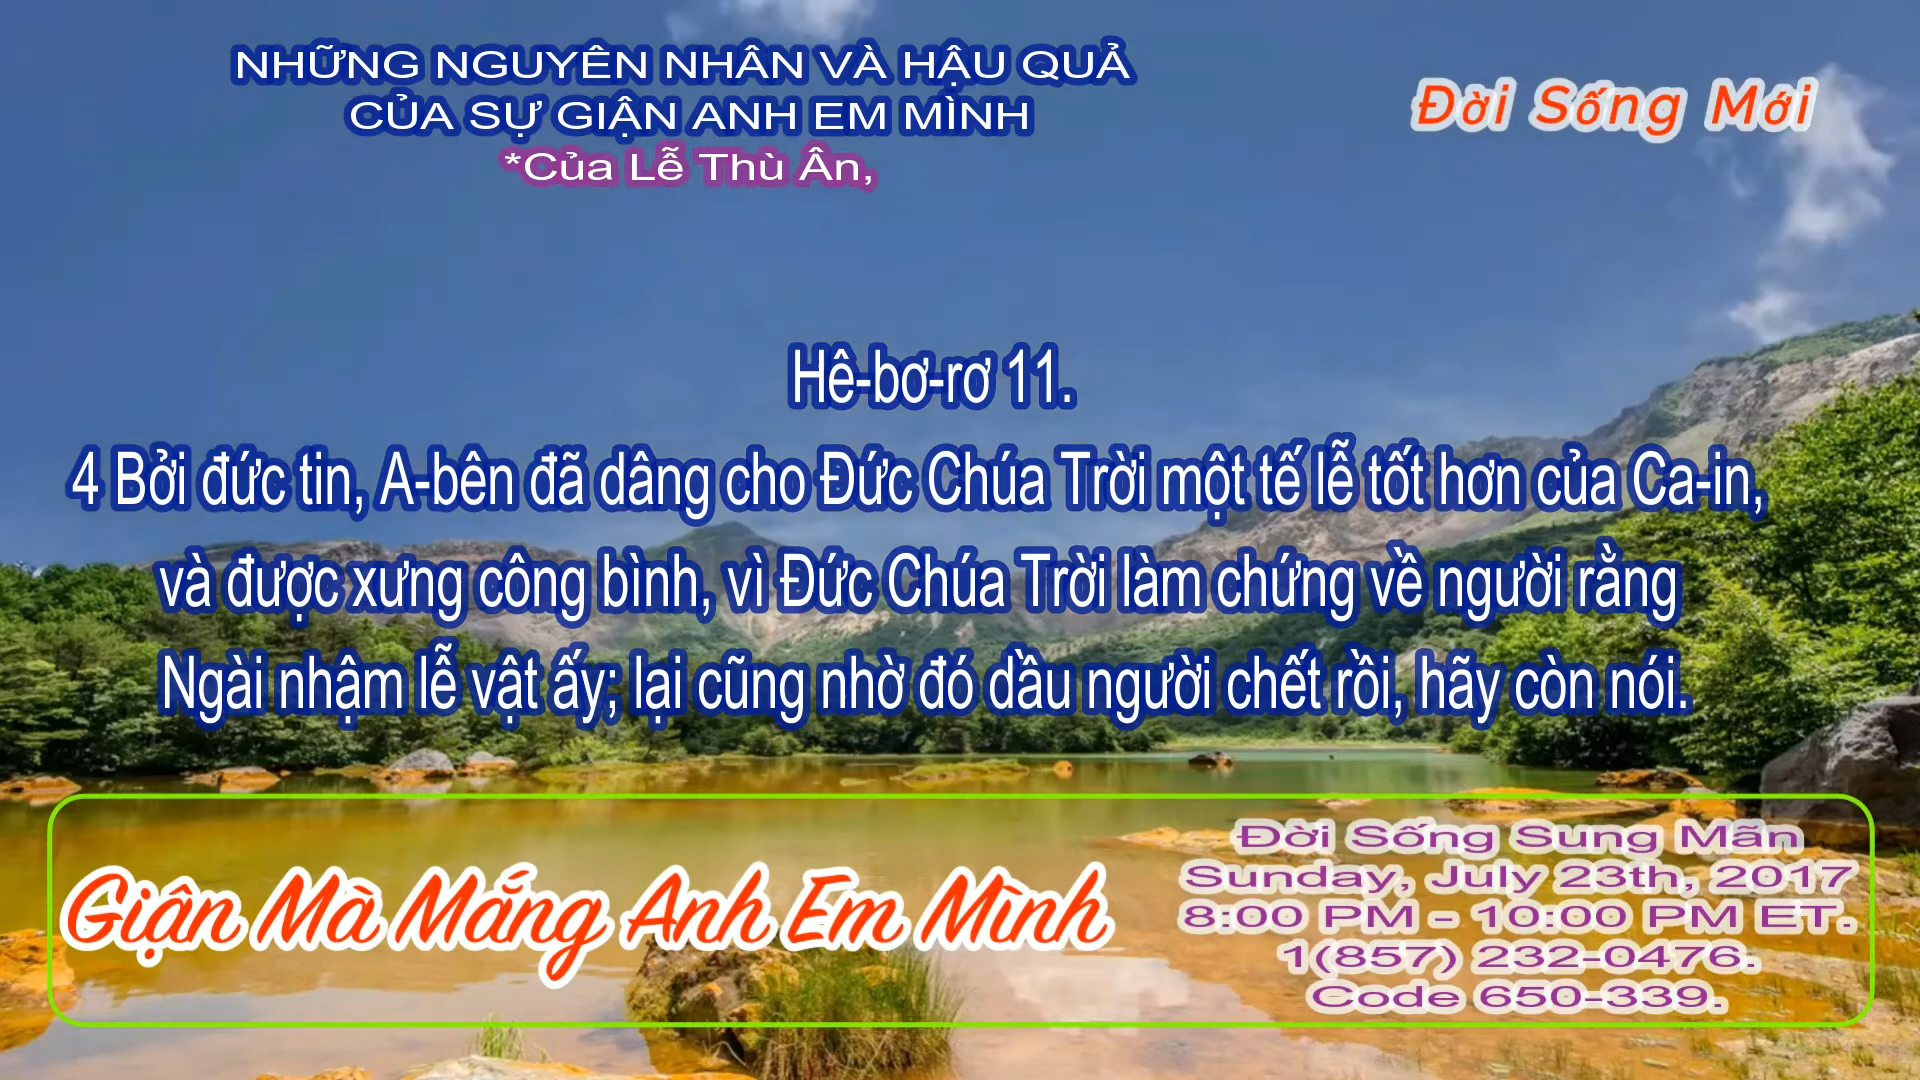 NHỮNG NGUYÊN NHÂN VÀ HẬU QUẢ
CỦA SỰ GIẬN ANH EM MÌNH
*Của Lễ Thù Ân,
Đời Sống Mới
Hê-bơ-rơ 11.
4 Bởi đức tin, A-bên đã dâng cho Đức Chúa Trời một tế lễ tốt hơn của Ca-in,
và được xưng công bình, vì Đức Chúa Trời làm chứng về người rằng
Ngài nhậm lễ vật ấy; lại cũng nhờ đó dầu người chết rồi, hãy còn nói.
Giận Mà Mắng Anh Em Mình
Đời Sống Sung Mãn
Sunday, July 23th, 2017
8:00 PM – 10:00 PM ET.
1(857) 232-0476.
Code 650-339.